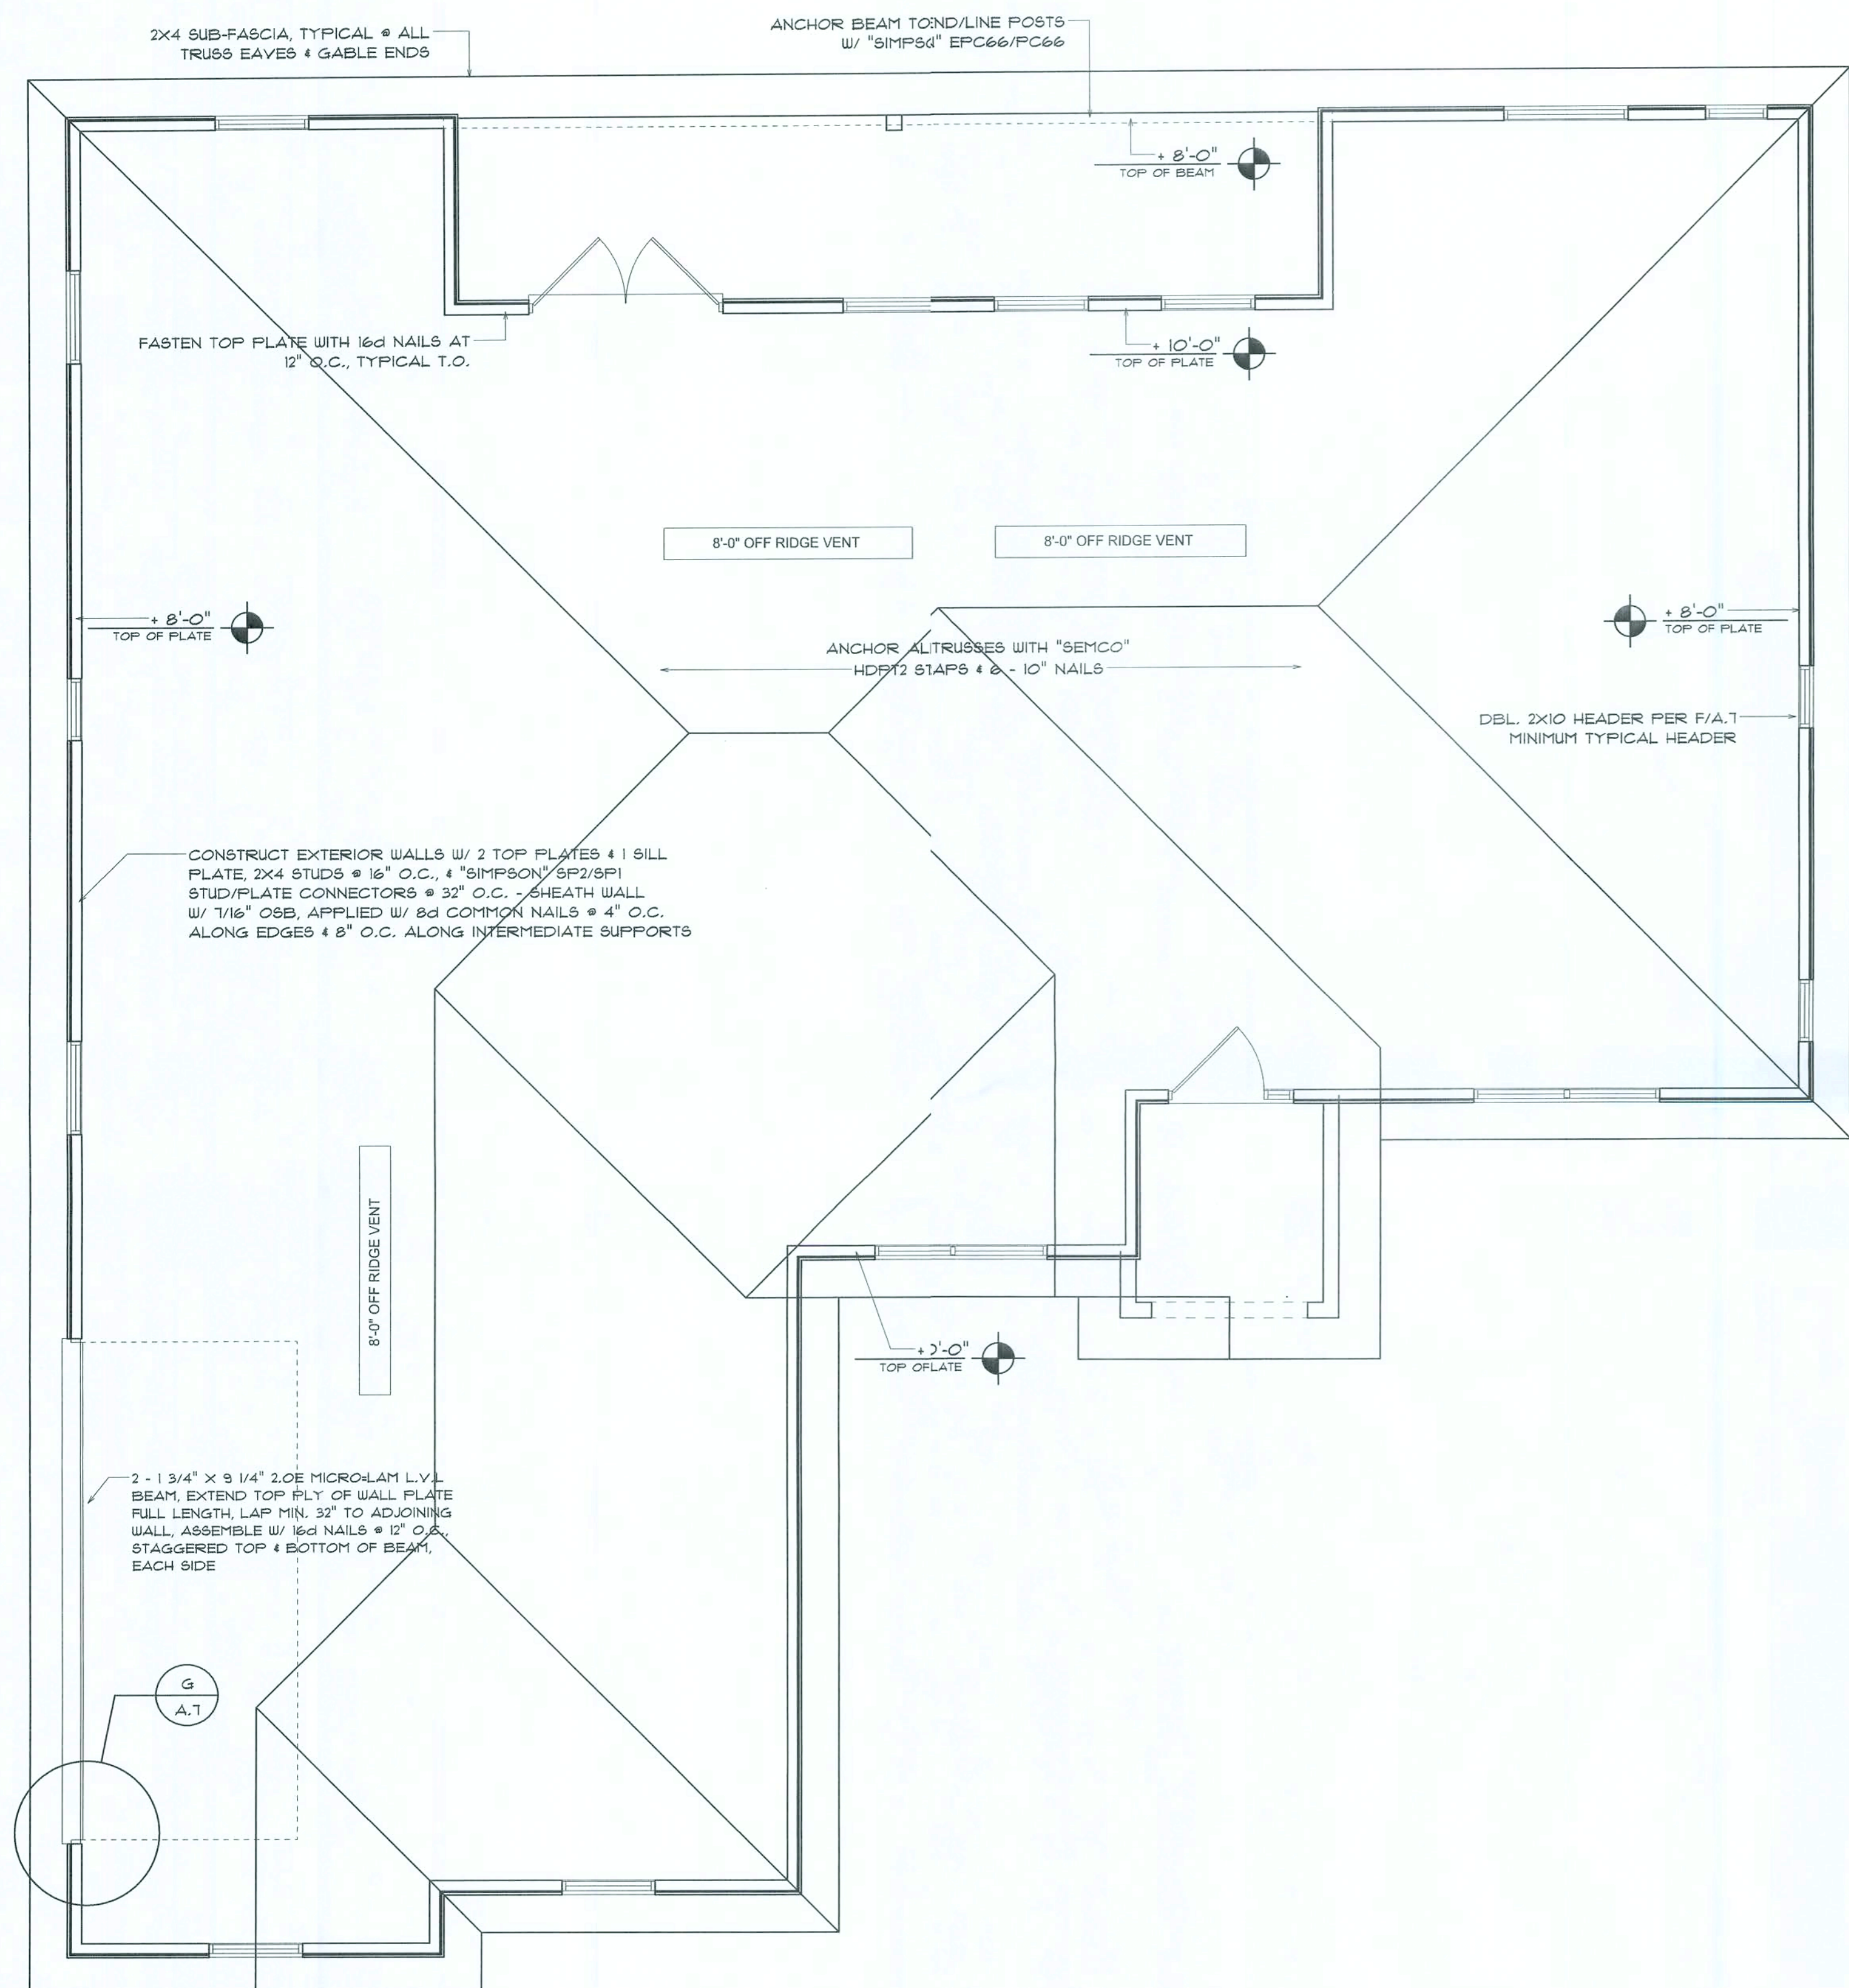 2X4 SUB-FASCIA, TYPICAL @ ALL
TRUSS EAVES & GABLE ENDS
ANCHOR BEAM TO:ND/LINE POSTS
W/ "SIMPSON" EPC66/PC66
+ 8'-0"
TOP OF BEAM
FASTEN TOP PLATE WITH 16d NAILS AT
12" O.C., TYPICAL T.O.
+ 10'-0"
TOP OF PLATE
8'-0" OFF RIDGE VENT
8'-0" OFF RIDGE VENT
+ 8'-0"
TOP OF PLATE
+ 8'-0"
TOP OF PLATE
ANCHOR TRUSSES WITH "SEMCO"
HDPT2 & 6 - 10" NAILS
DBL. 2X10 HEADER PER F/A.7
MINIMUM TYPICAL HEADER
CONSTRUCT EXTERIOR WALLS W/ 2 TOP PLATES & 1 SILL
PLATE, 2X4 STUDS @ 16" O.C., & "SIMPSON" SP2/SP1
STUD/PLATE CONNECTORS @ 32" O.C. - SHEATH WALL
W/ 7/16" OSB, APPLIED W/ 8d COMMON NAILS @ 4" O.C.
ALONG EDGES & 8" O.C. ALONG INTERMEDIATE SUPPORTS
8'-0" OFF RIDGE VENT
TOP OFLATE
2 - 1 3/4" X 9 1/4" 2.0E MICRO=LAM L.V.L
BEAM, EXTEND TOP PLY OF WALL PLATE
FULL LENGTH, LAP MIN. 32" TO ADJOINING
WALL, ASSEMBLE W/ 16d NAILS @ 12" O.C.,
STAGGERED TOP & BOTTOM OF BEAM,
EACH SIDE
G
A.7